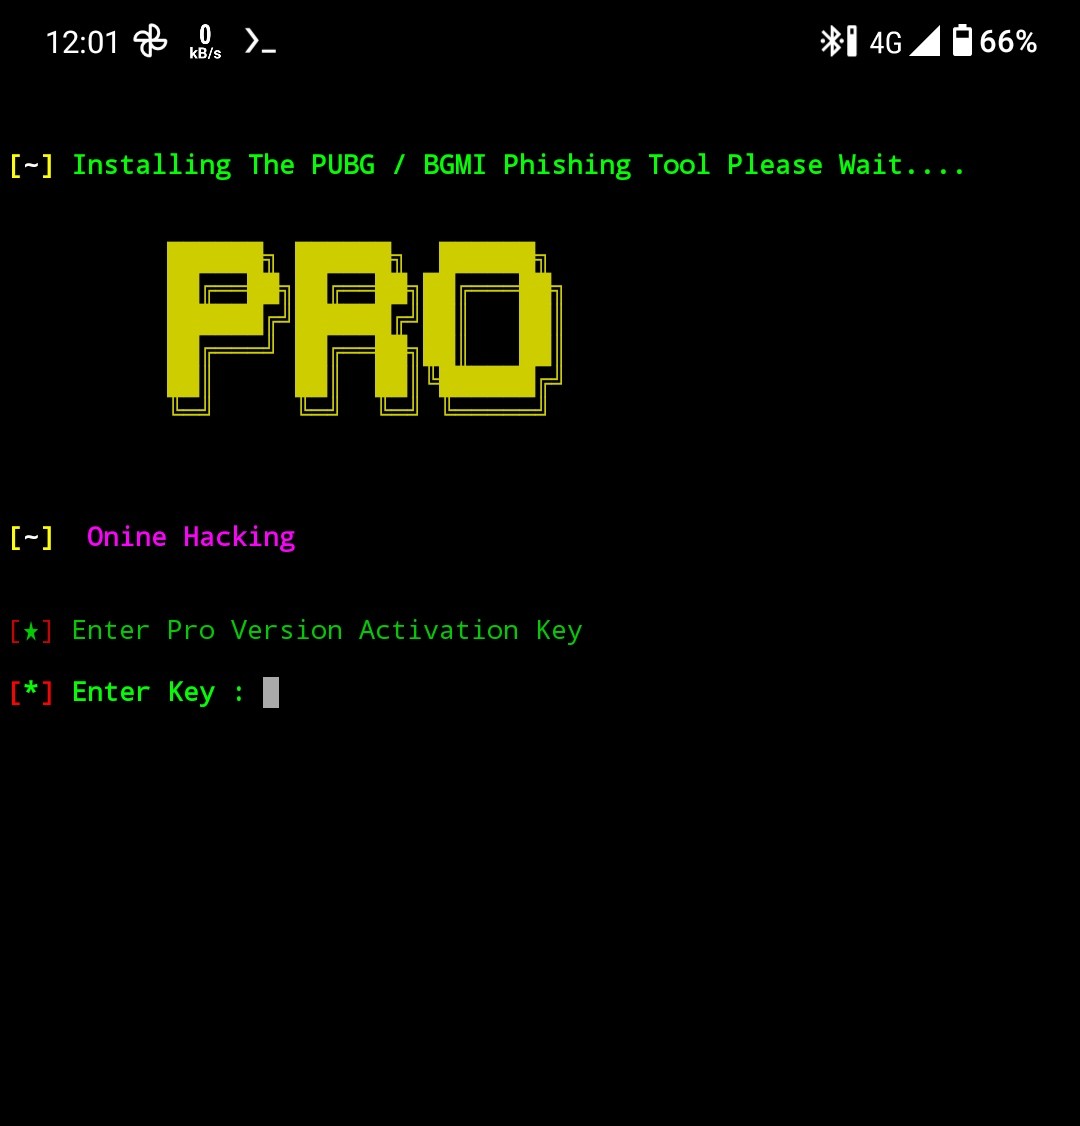 12:01 0 kB/s 4G 66%
[~] Installing The PUBG / BGMI Phishing Tool Please Wait....
PRO
[~] Onine Hacking
[★] Enter Pro Version Activation Key
[*] Enter Key :